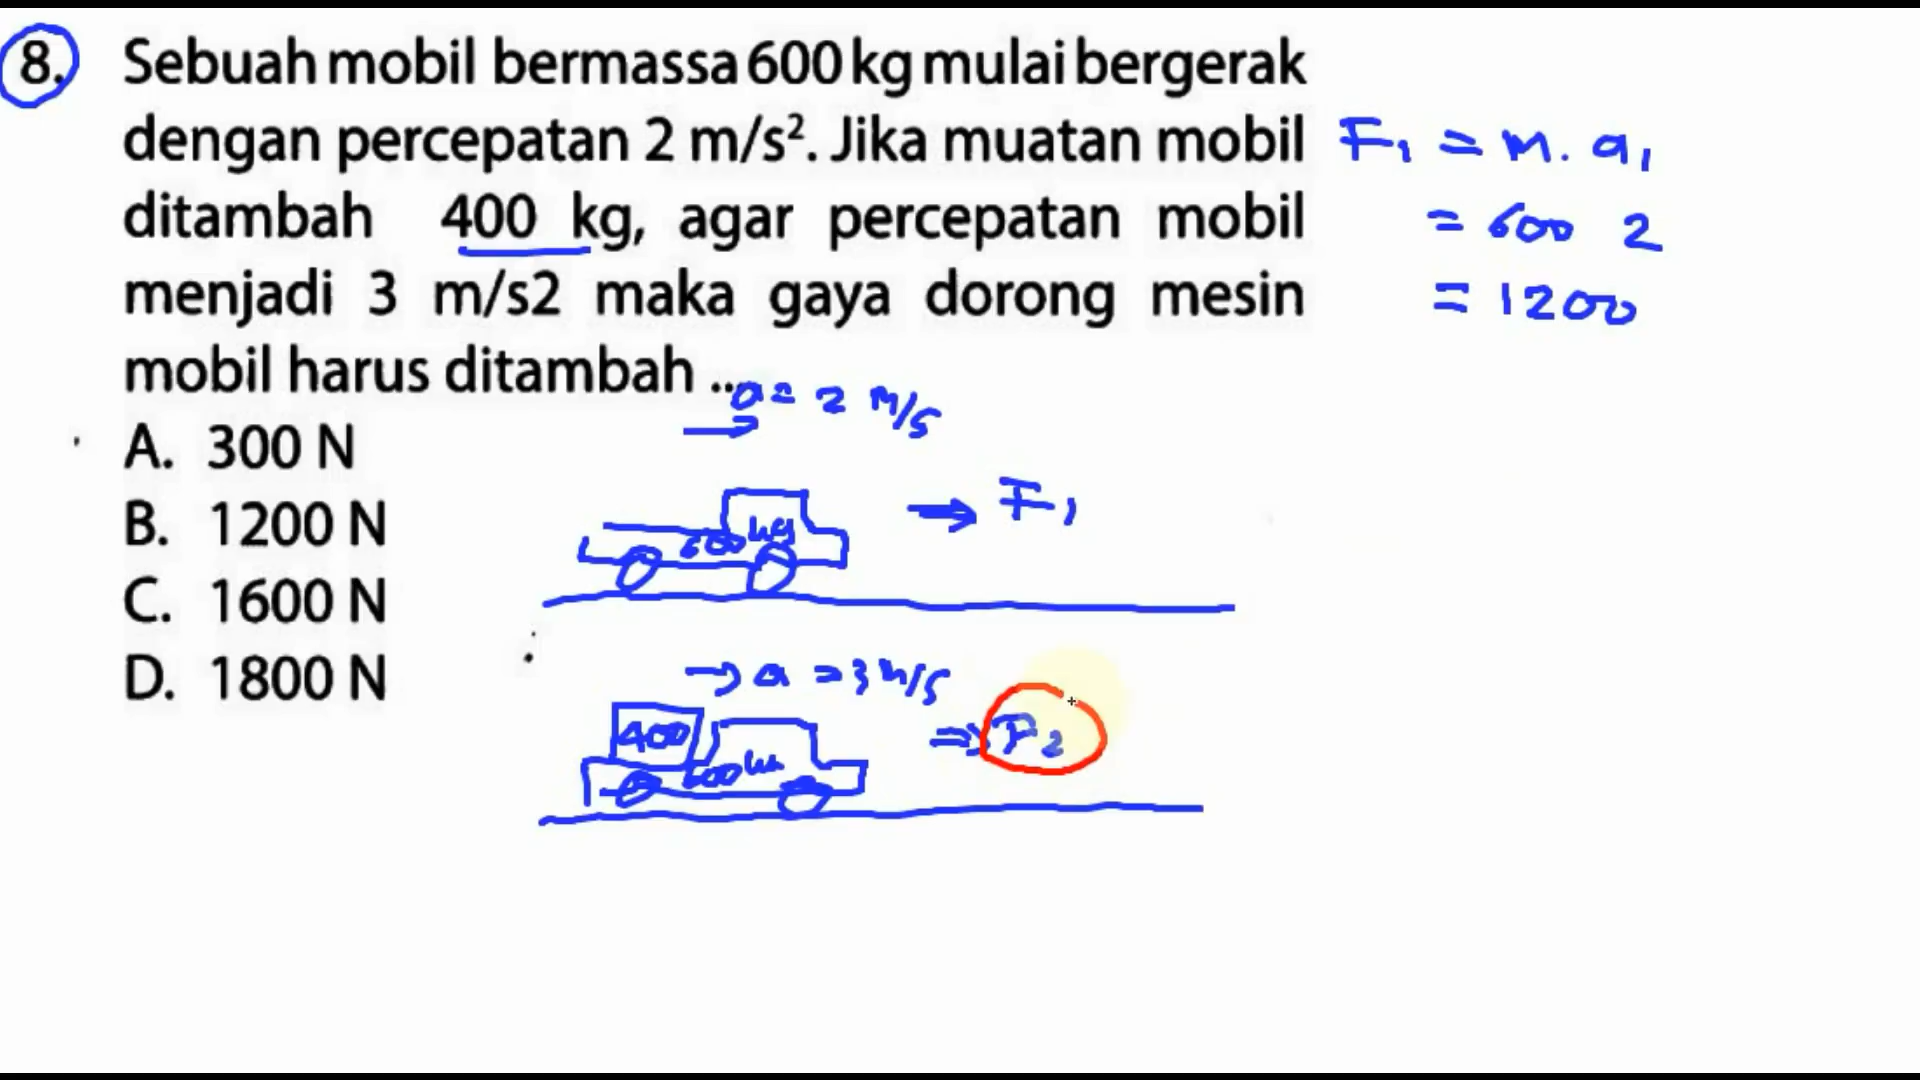 8. Sebuah mobil bermassa 600 kg mulai bergerak
dengan percepatan 2 m/s². Jika muatan mobil
ditambah 400 kg, agar percepatan mobil
menjadi 3 m/s2 maka gaya dorong mesin
mobil harus ditambah ...
A. 300 N
B. 1200 N
C. 1600 N
D. 1800 N
F₁ = m. a₁
= 600 2
= 1200
a = 2 m/s
600 kg
F₁
a = 3 m/s
400
600 kg
F₂